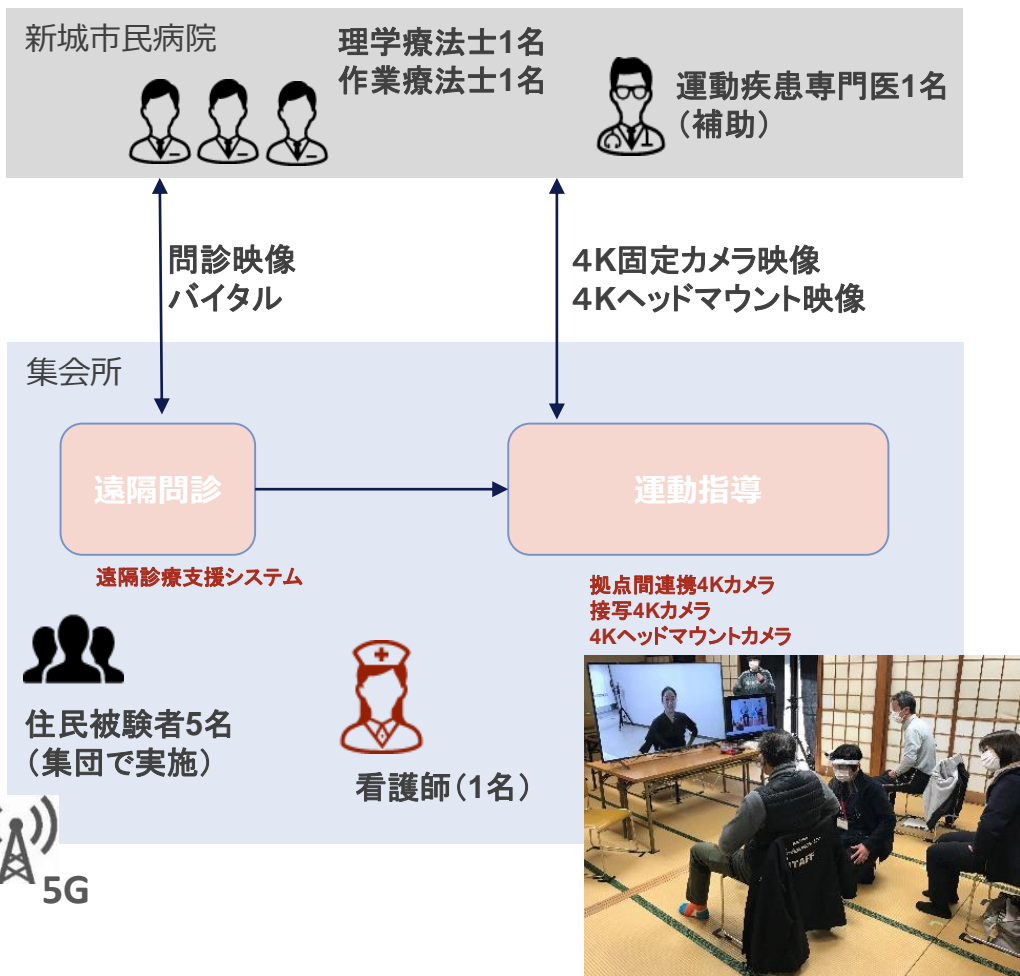 新城市民病院
理学療法士1名
作業療法士1名
運動疾患専門医1名
（補助）
問診映像
バイタル
４K固定カメラ映像
４Kヘッドマウント映像
集会所
遠隔問診
運動指導
遠隔診療支援システム
拠点間連携4Kカメラ
接写4Kカメラ
4Kヘッドマウントカメラ
住民被験者5名
（集団で実施）
看護師（1名）
5G
STAFF